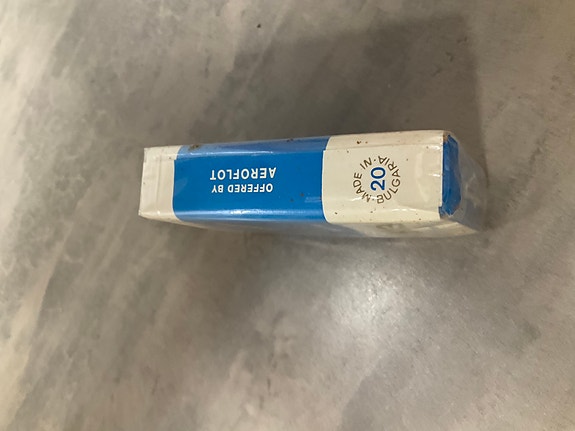 OFFERED BY
AEROFLOT
MADE IN · BULGARIA ·
20